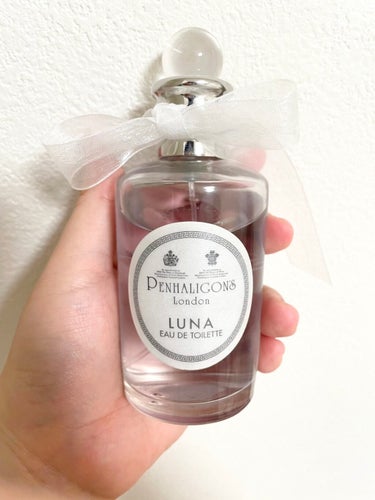 PENHALIGON'S
London
LUNA
EAU DE TOILETTE